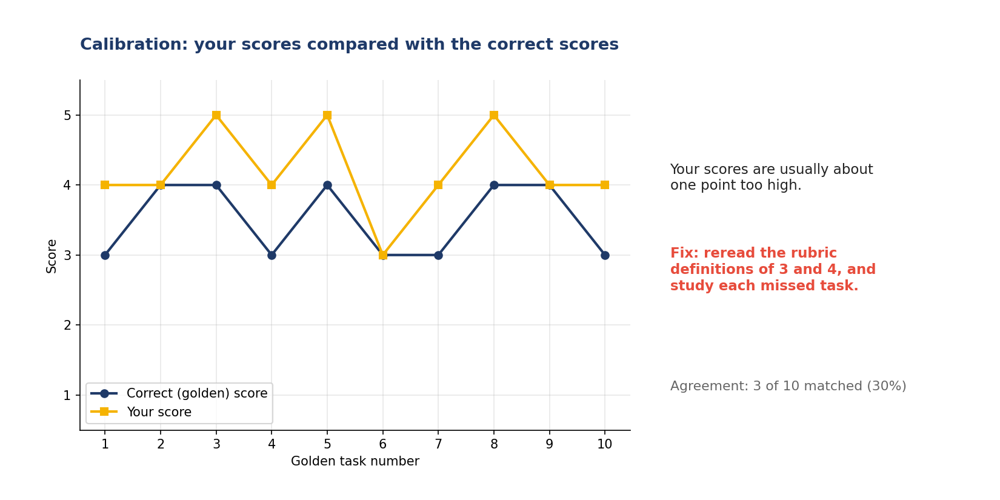 Calibration: your scores compared with the correct scores
5
4
3
2
1
Score
Correct (golden) score
Your score
1 2 3 4 5 6 7 8 9 10
Golden task number
Your scores are usually about
one point too high.
Fix: reread the rubric
definitions of 3 and 4, and
study each missed task.
Agreement: 3 of 10 matched (30%)